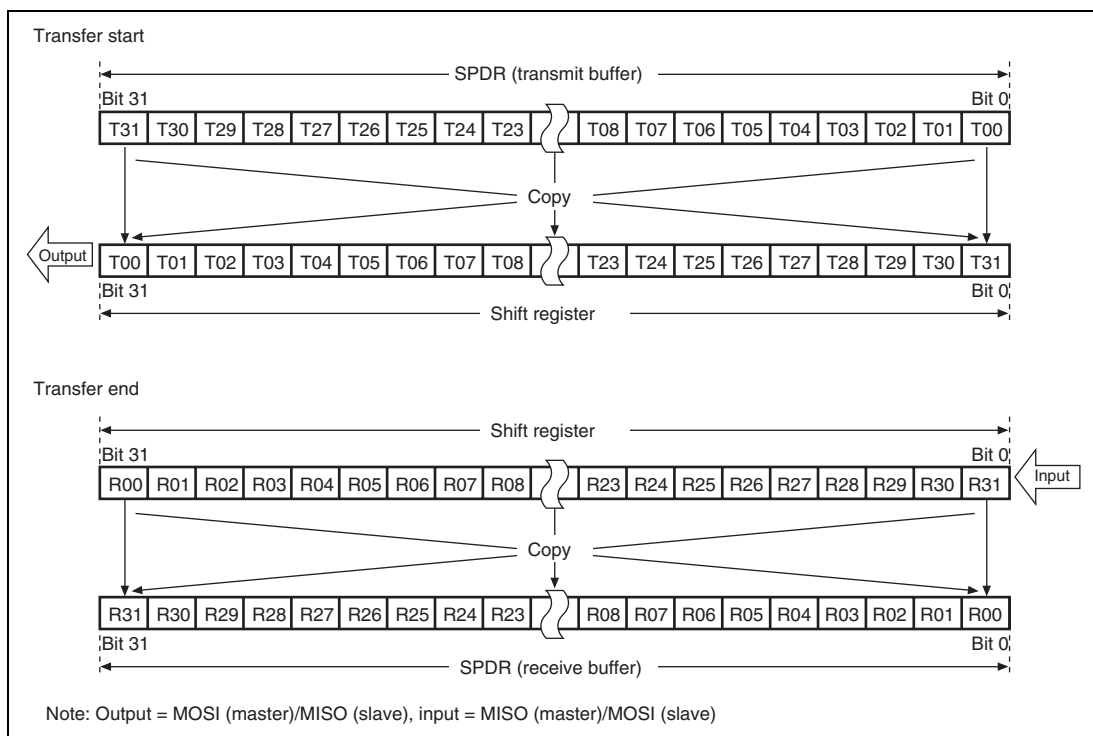 Transfer start
SPDR (transmit buffer)
Bit 31 Bit 0
T31 T30 T29 T28 T27 T26 T25 T24 T23 T08 T07 T06 T05 T04 T03 T02 T01 T00
Copy
Output
T00 T01 T02 T03 T04 T05 T06 T07 T08 T23 T24 T25 T26 T27 T28 T29 T30 T31
Bit 31 Bit 0
Shift register
Transfer end
Shift register
Bit 31 Bit 0
R00 R01 R02 R03 R04 R05 R06 R07 R08 R23 R24 R25 R26 R27 R28 R29 R30 R31
Input
Copy
R31 R30 R29 R28 R27 R26 R25 R24 R23 R08 R07 R06 R05 R04 R03 R02 R01 R00
Bit 31 Bit 0
SPDR (receive buffer)
Note: Output = MOSI (master)/MISO (slave), input = MISO (master)/MOSI (slave)